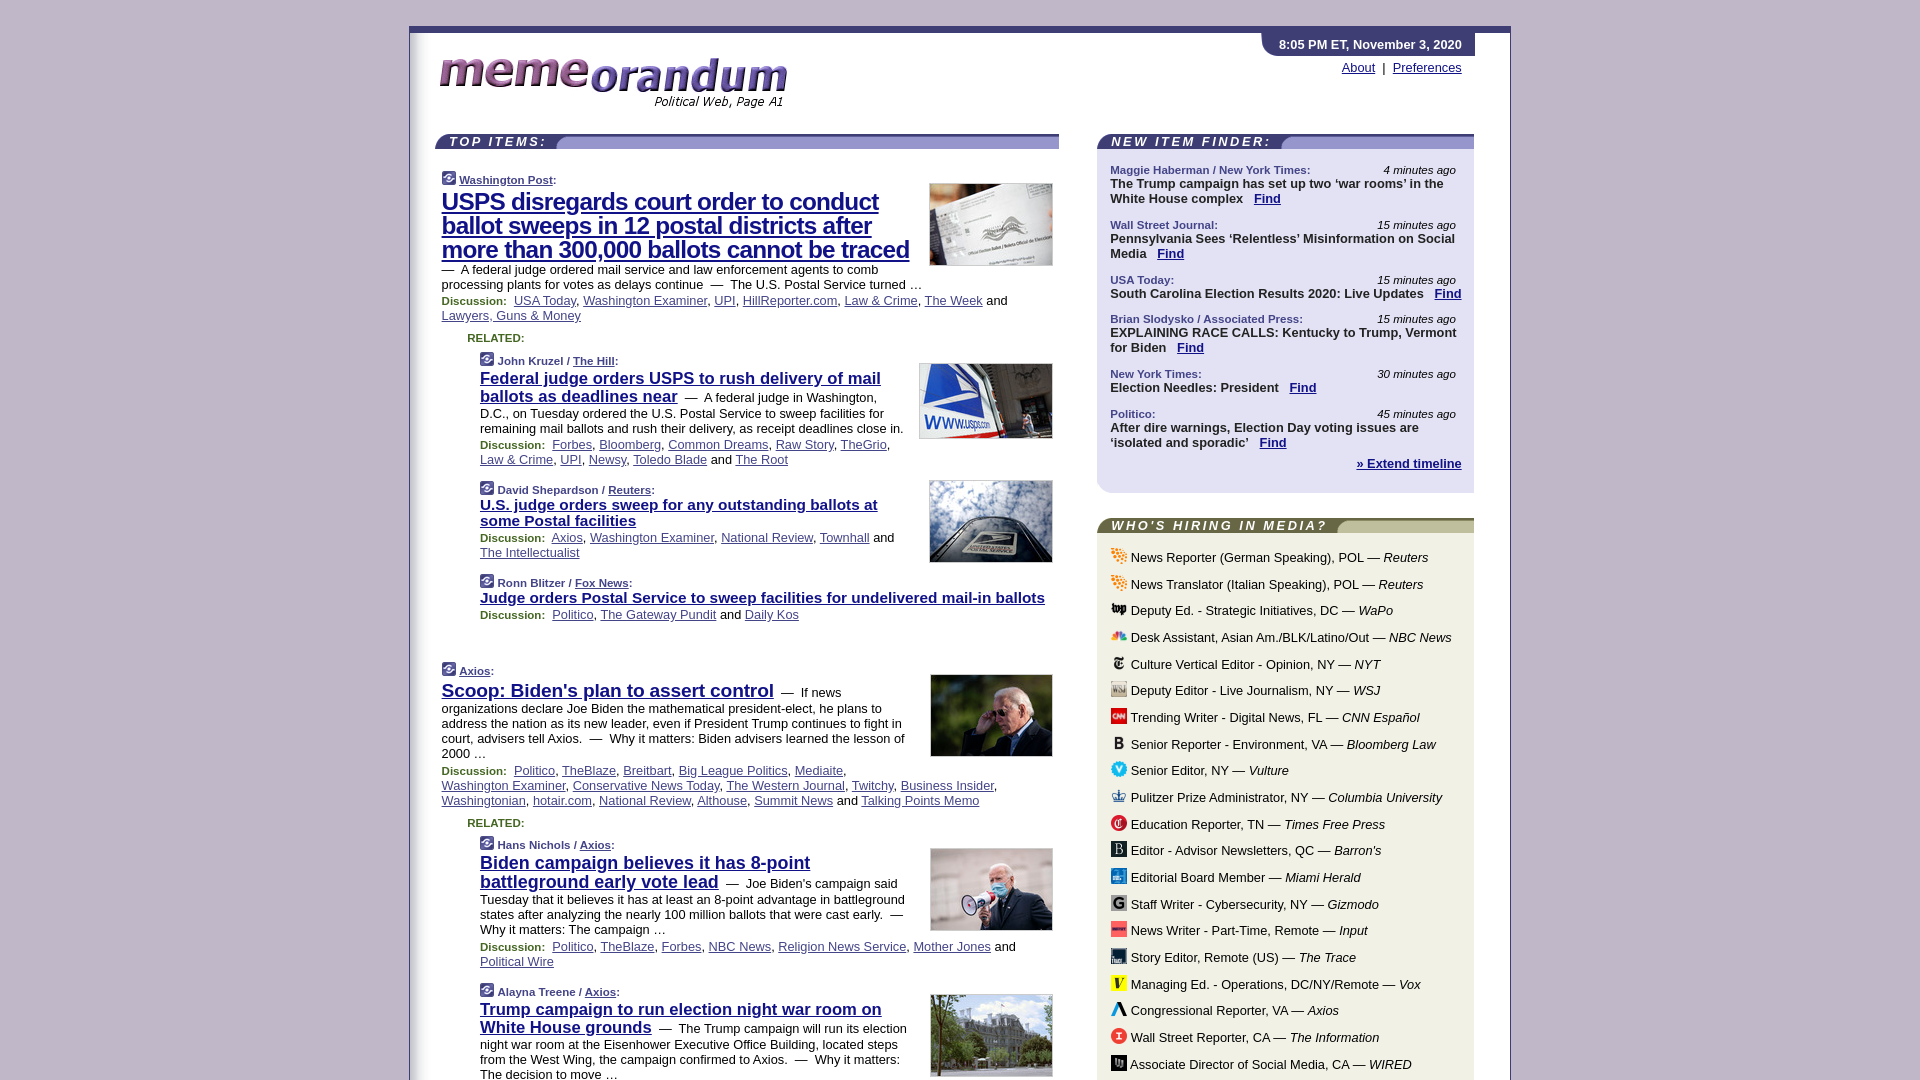 8:05 PM ET, November 3, 2020
About | Preferences
memeorandum
Political Web, Page A1
TOP ITEMS:
Washington Post:
USPS disregards court order to conduct
ballot sweeps in 12 postal districts after
more than 300,000 ballots cannot be traced
— A federal judge ordered mail service and law enforcement agents to comb
processing plants for votes as delays continue — The U.S. Postal Service turned …
Discussion: USA Today, Washington Examiner, UPI, HillReporter.com, Law & Crime, The Week and
Lawyers, Guns & Money
RELATED:
John Kruzel / The Hill:
Federal judge orders USPS to rush delivery of mail
ballots as deadlines near — A federal judge in Washington,
D.C., on Tuesday ordered the U.S. Postal Service to sweep facilities for
remaining mail ballots and rush their delivery, as receipt deadlines close in.
Discussion: Forbes, Bloomberg, Common Dreams, Raw Story, TheGrio,
Law & Crime, UPI, Newsy, Toledo Blade and The Root
www.usps.com
David Shepardson / Reuters:
U.S. judge orders sweep for any outstanding ballots at
some Postal facilities
Discussion: Axios, Washington Examiner, National Review, Townhall and
The Intellectualist
Ronn Blitzer / Fox News:
Judge orders Postal Service to sweep facilities for undelivered mail-in ballots
Discussion: Politico, The Gateway Pundit and Daily Kos
Axios:
Scoop: Biden's plan to assert control — If news
organizations declare Joe Biden the mathematical president-elect, he plans to
address the nation as its new leader, even if President Trump continues to fight in
court, advisers tell Axios. — Why it matters: Biden advisers learned the lesson of
2000 …
Discussion: Politico, TheBlaze, Breitbart, Big League Politics, Mediaite,
Washington Examiner, Conservative News Today, The Western Journal, Twitchy, Business Insider,
Washingtonian, hotair.com, National Review, Althouse, Summit News and Talking Points Memo
RELATED:
Hans Nichols / Axios:
Biden campaign believes it has 8-point
battleground early vote lead — Joe Biden's campaign said
Tuesday that it believes it has at least an 8-point advantage in battleground
states after analyzing the nearly 100 million ballots that were cast early. —
Why it matters: The campaign …
Discussion: Politico, TheBlaze, Forbes, NBC News, Religion News Service, Mother Jones and
Political Wire
Alayna Treene / Axios:
Trump campaign to run election night war room on
White House grounds — The Trump campaign will run its election
night war room at the Eisenhower Executive Office Building, located steps
from the West Wing, the campaign confirmed to Axios. — Why it matters:
The decision to move …
NEW ITEM FINDER:
Maggie Haberman / New York Times: 4 minutes ago
The Trump campaign has set up two ‘war rooms’ in the
White House complex Find
Wall Street Journal: 15 minutes ago
Pennsylvania Sees ‘Relentless’ Misinformation on Social
Media Find
USA Today: 15 minutes ago
South Carolina Election Results 2020: Live Updates Find
Brian Slodysko / Associated Press: 15 minutes ago
EXPLAINING RACE CALLS: Kentucky to Trump, Vermont
for Biden Find
New York Times: 30 minutes ago
Election Needles: President Find
Politico: 45 minutes ago
After dire warnings, Election Day voting issues are
‘isolated and sporadic’ Find
» Extend timeline
WHO'S HIRING IN MEDIA?
News Reporter (German Speaking), POL — Reuters
News Translator (Italian Speaking), POL — Reuters
Deputy Ed. - Strategic Initiatives, DC — WaPo
Desk Assistant, Asian Am./BLK/Latino/Out — NBC News
Culture Vertical Editor - Opinion, NY — NYT
Deputy Editor - Live Journalism, NY — WSJ
Trending Writer - Digital News, FL — CNN Español
Senior Reporter - Environment, VA — Bloomberg Law
Senior Editor, NY — Vulture
Pulitzer Prize Administrator, NY — Columbia University
Education Reporter, TN — Times Free Press
Editor - Advisor Newsletters, QC — Barron's
Editorial Board Member — Miami Herald
Staff Writer - Cybersecurity, NY — Gizmodo
News Writer - Part-Time, Remote — Input
Story Editor, Remote (US) — The Trace
Managing Ed. - Operations, DC/NY/Remote — Vox
Congressional Reporter, VA — Axios
Wall Street Reporter, CA — The Information
Associate Director of Social Media, CA — WIRED